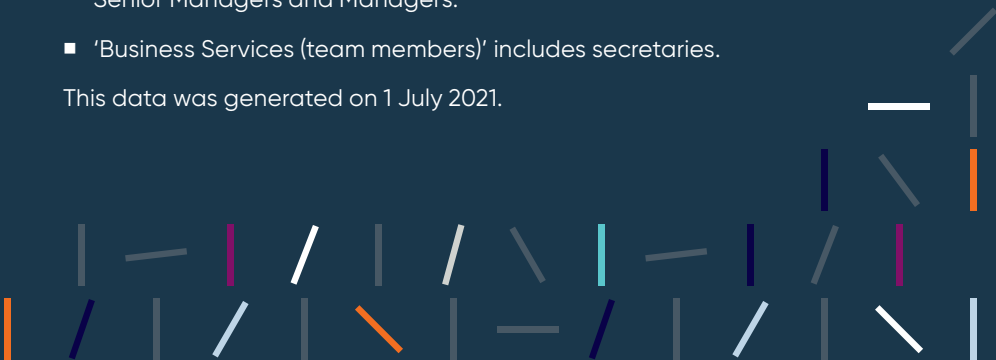 Senior Managers and Managers.
■ ‘Business Services (team members)’ includes secretaries.
This data was generated on 1 July 2021.